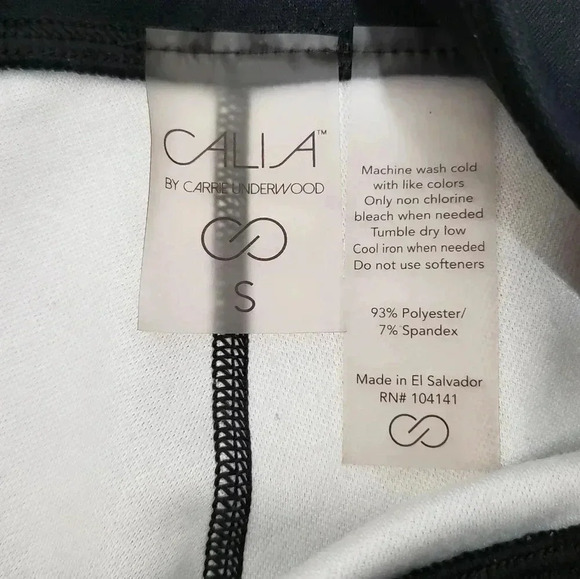 CALIA™
BY CARRIE UNDERWOOD
S
Machine wash cold
with like colors
Only non chlorine
bleach when needed
Tumble dry low
Cool iron when needed
Do not use softeners
93% Polyester/
7% Spandex
Made in El Salvador
RN# 104141